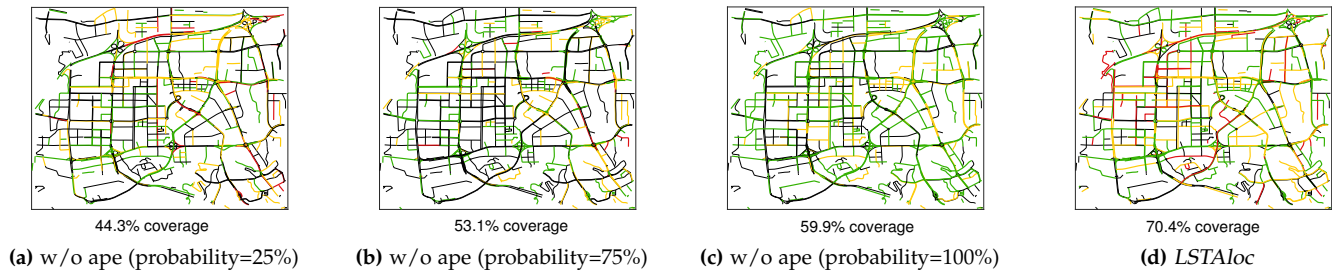 44.3% coverage
53.1% coverage
59.9% coverage
70.4% coverage
(a) w/o ape (probability=25%)
(b) w/o ape (probability=75%)
(c) w/o ape (probability=100%)
(d) LSTAloc